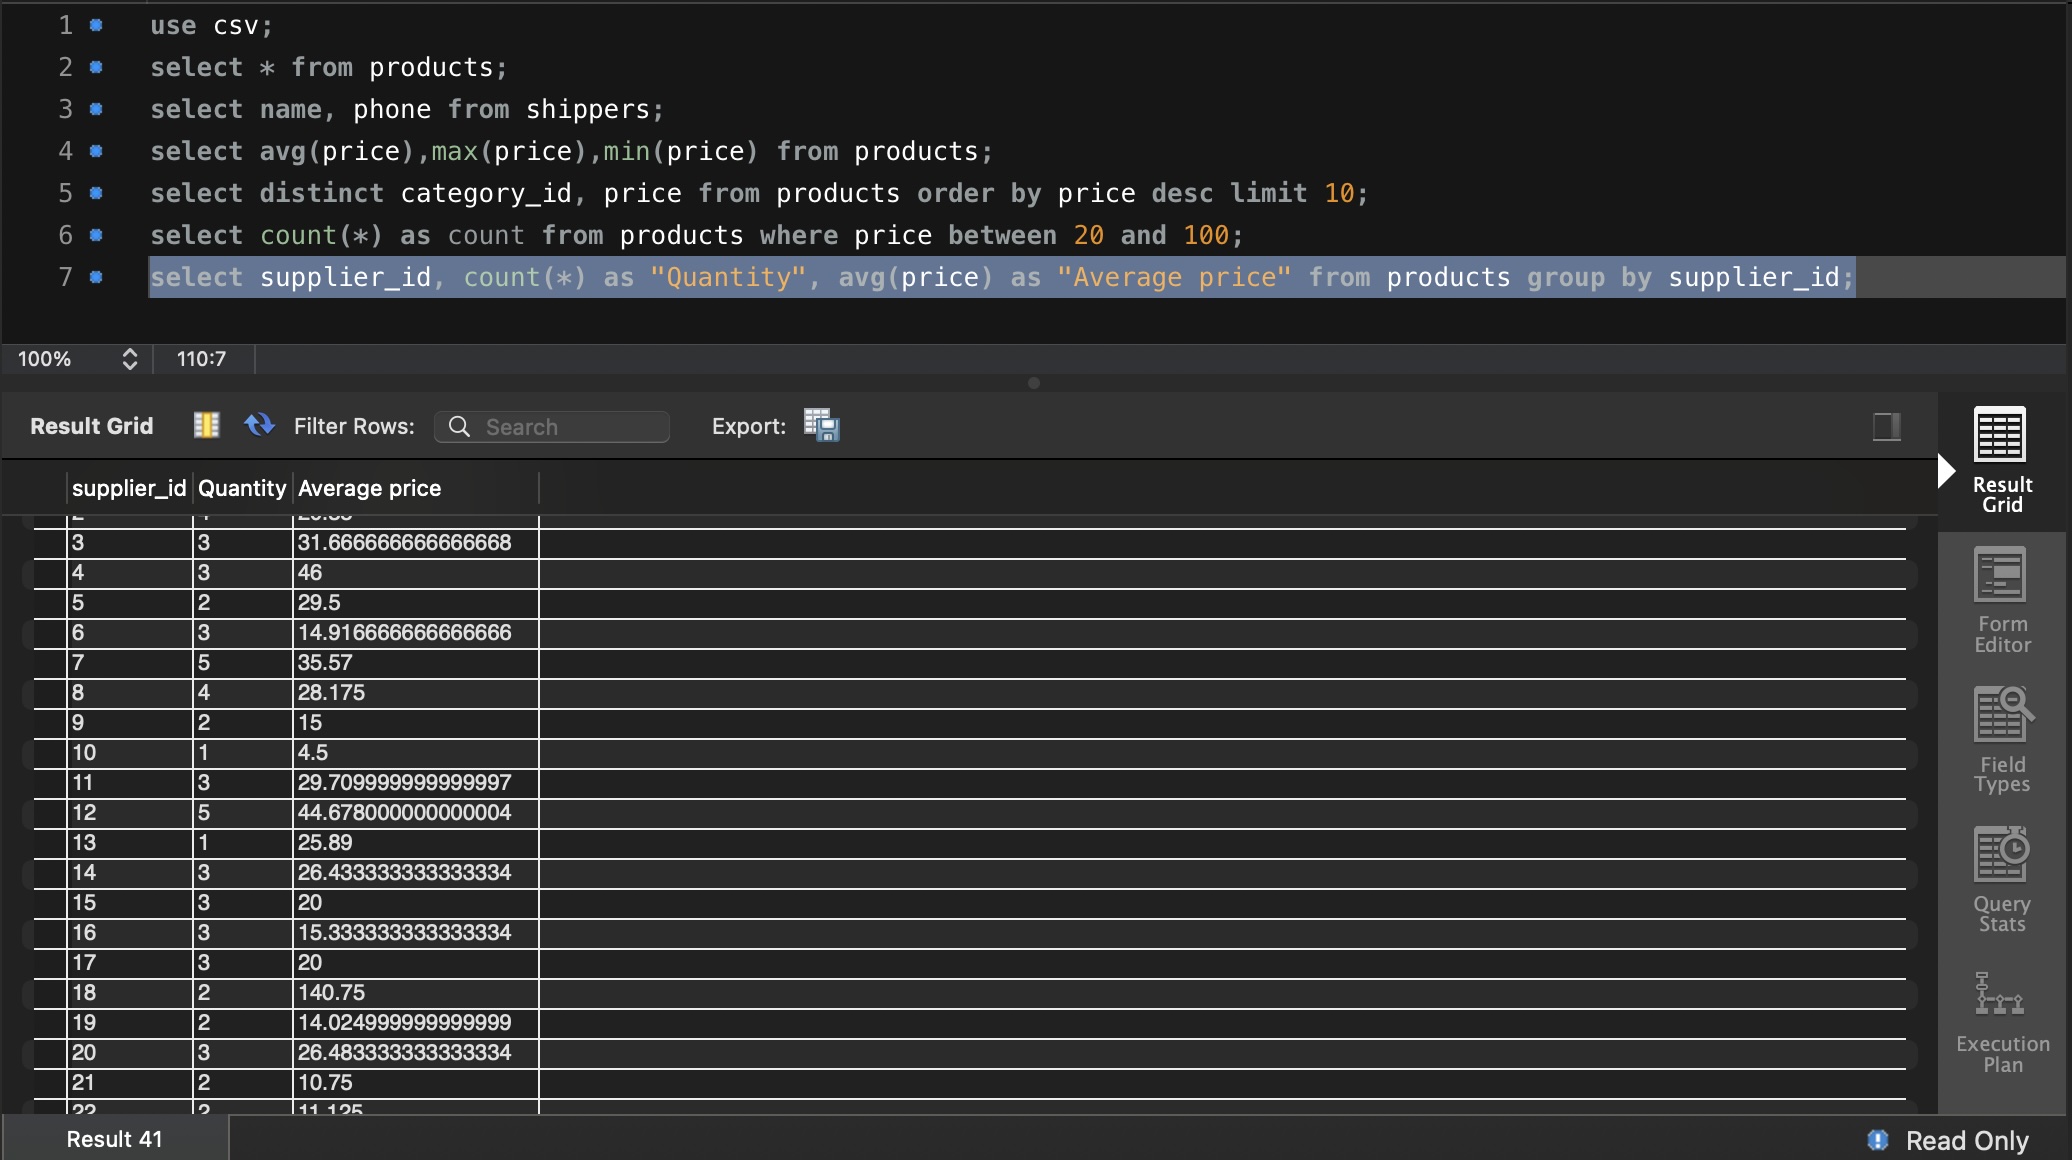 1 use csv;
2 select * from products;
3 select name, phone from shippers;
4 select avg(price),max(price),min(price) from products;
5 select distinct category_id, price from products order by price desc limit 10;
6 select count(*) as count from products where price between 20 and 100;
7 select supplier_id, count(*) as "Quantity", avg(price) as "Average price" from products group by supplier_id;
100% 110:7
Result Grid Filter Rows: Search Export:
supplier_id Quantity Average price
3 3 31.666666666666668
4 3 46
5 2 29.5
6 3 14.916666666666666
7 5 35.57
8 4 28.175
9 2 15
10 1 4.5
11 3 29.709999999999997
12 5 44.678000000000004
13 1 25.89
14 3 26.433333333333334
15 3 20
16 3 15.333333333333334
17 3 20
18 2 140.75
19 2 14.024999999999999
20 3 26.483333333333334
21 2 10.75
22 2 11.125
Result
Grid
Form
Editor
Field
Types
Query
Stats
Execution
Plan
Result 41
Read Only